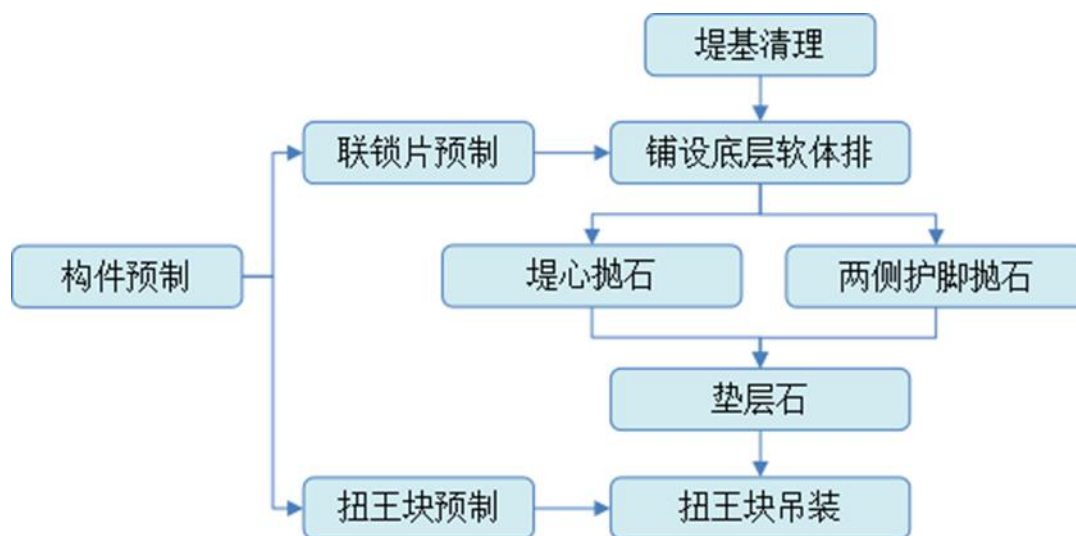 堤基清理
联锁片预制
铺设底层软体排
构件预制
堤心抛石
两侧护脚抛石
垫层石
扭王块预制
扭王块吊装